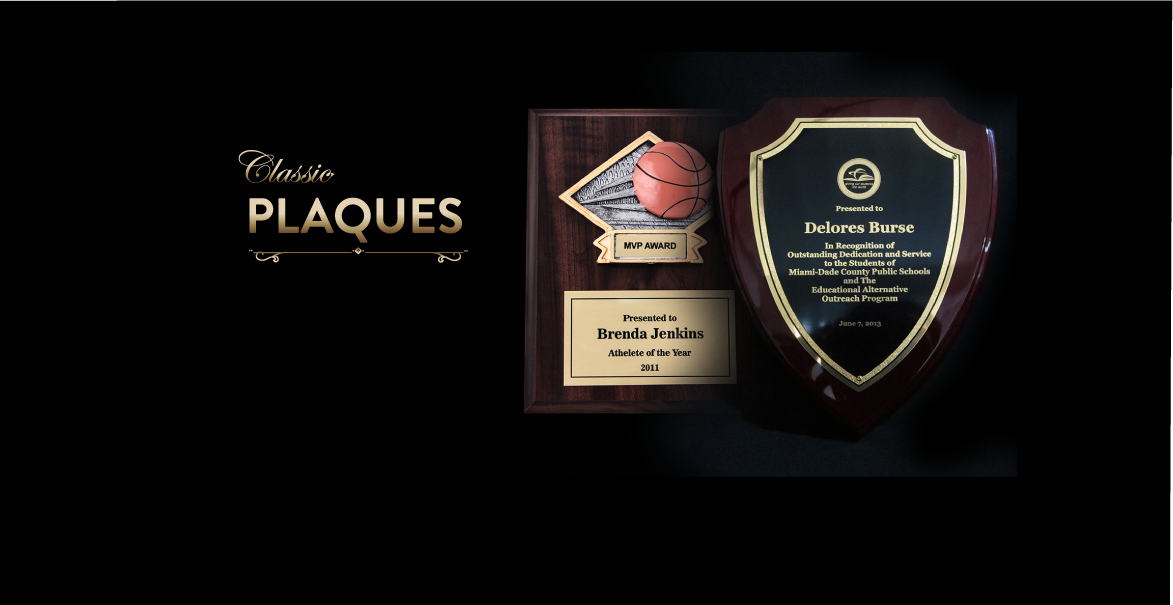 Classic
PLAQUES
MVP AWARD
Presented to
Brenda Jenkins
Athelete of the Year
2011
Presented to
Delores Burse
In Recognition of
Outstanding Dedication and Service
to the Students of
Miami-Dade County Public Schools
and The
Educational Alternative
Outreach Program
June 7, 2013